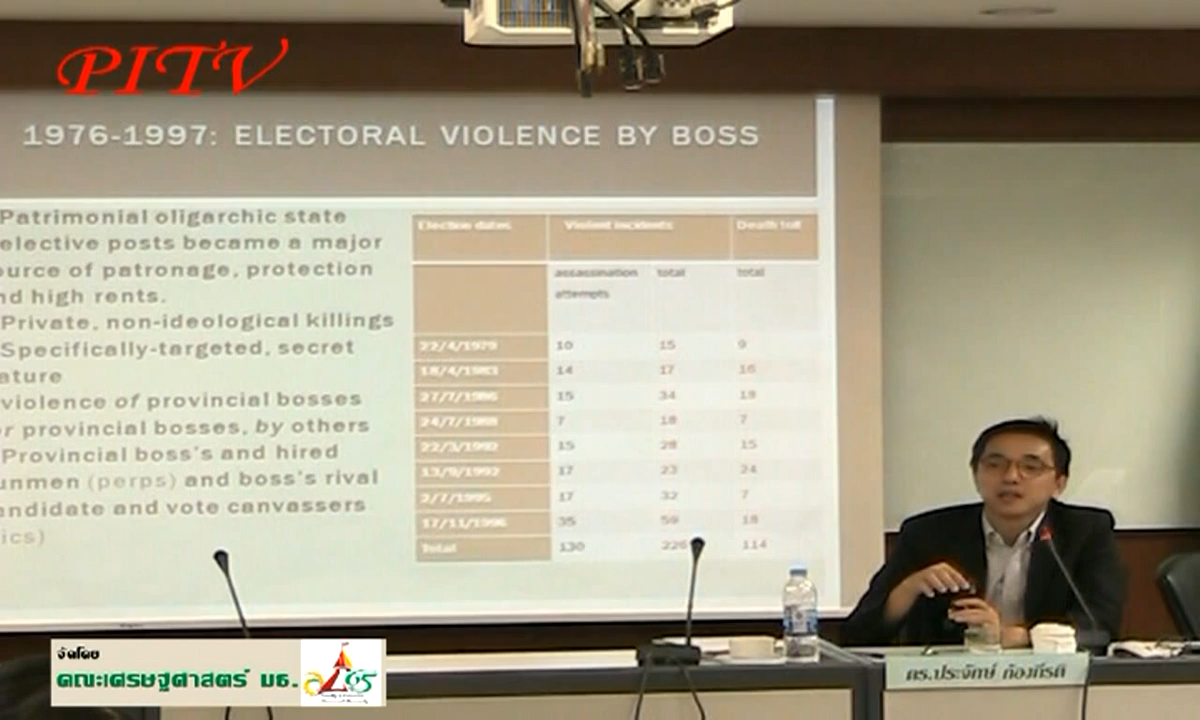 PITV
1976-1997: ELECTORAL VIOLENCE BY BOSS
Patrimonial oligarchic state
elective posts became a major
ource of patronage, protection
nd high rents.
Private, non-ideological killings
Specifically-targeted, secret
ature
violence of provincial bosses
r provincial bosses, by others
Provincial boss's and hired
unmen (perps) and boss's rival
andidate and vote canvassers
ics)
Election dates Violent incidents Death toll
assassination total total
attempts
22/4/1979 10 15 9
18/4/1983 14 17 16
27/7/1986 15 34 19
24/7/1988 7 18 7
22/3/1992 15 28 15
13/9/1992 17 23 24
2/7/1995 17 32 7
17/11/1996 35 59 18
Total 130 226 114
จัดโดย
คณะเศรษฐศาสตร์ มธ.
ดร.ประจักษ์ ก้องกีรติ